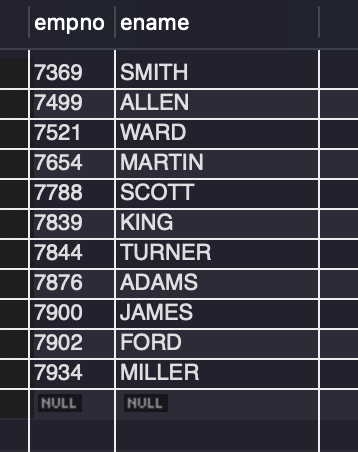 empno ename
7369 SMITH
7499 ALLEN
7521 WARD
7654 MARTIN
7788 SCOTT
7839 KING
7844 TURNER
7876 ADAMS
7900 JAMES
7902 FORD
7934 MILLER
NULL NULL